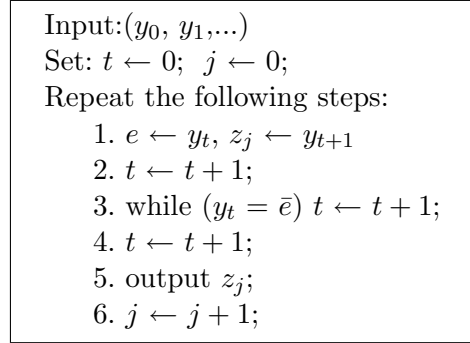 Input:(y₀, y₁,...)
Set: t ← 0; j ← 0;
Repeat the following steps:
1. e ← yₜ, zⱼ ← yₜ₊₁
2. t ← t + 1;
3. while (yₜ = ē) t ← t + 1;
4. t ← t + 1;
5. output zⱼ;
6. j ← j + 1;